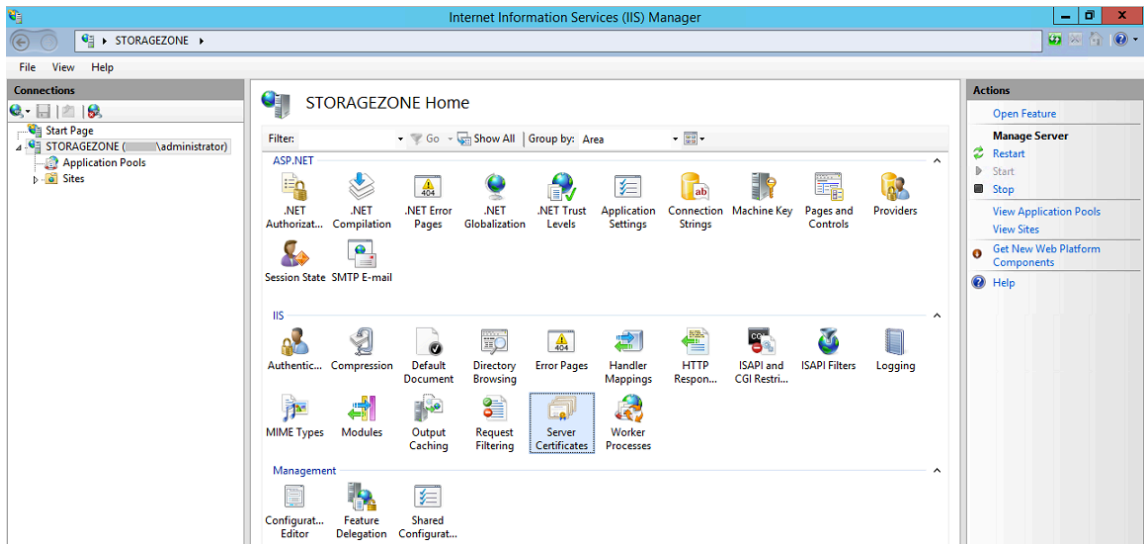 Internet Information Services (IIS) Manager
STORAGEZONE
File View Help
Connections
Start Page
STORAGEZONE ( \administrator)
Application Pools
Sites
STORAGEZONE Home
Filter: Go Show All Group by: Area
ASP.NET
.NET Authorizat...
.NET Compilation
.NET Error Pages
.NET Globalization
.NET Trust Levels
Application Settings
Connection Strings
Machine Key
Pages and Controls
Providers
Session State
SMTP E-mail
IIS
Authentic...
Compression
Default Document
Directory Browsing
Error Pages
Handler Mappings
HTTP Respon...
ISAPI and CGI Restri...
ISAPI Filters
Logging
MIME Types
Modules
Output Caching
Request Filtering
Server Certificates
Worker Processes
Management
Configurat... Editor
Feature Delegation
Shared Configurat...
Actions
Open Feature
Manage Server
Restart
Start
Stop
View Application Pools
View Sites
Get New Web Platform
Components
Help